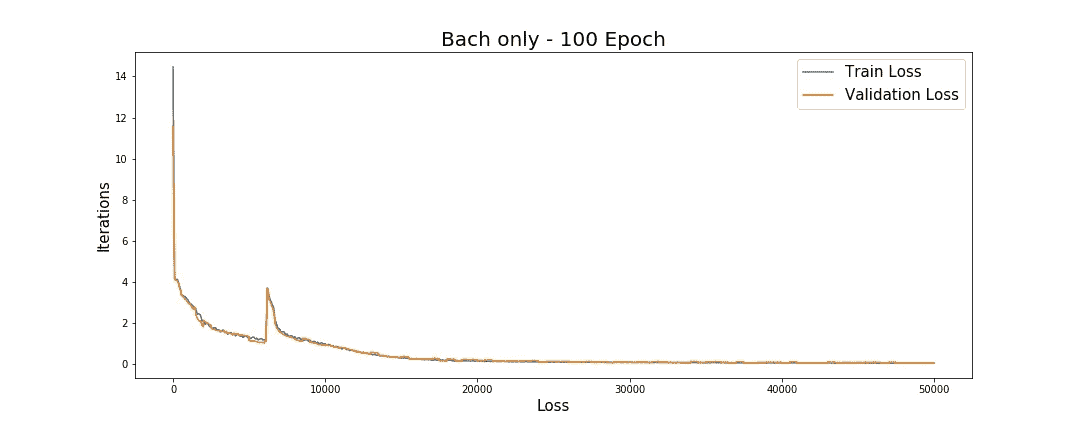 Bach only - 100 Epoch
Train Loss
Validation Loss
Iterations
14
12
10
8
6
4
2
0
0 10000 20000 30000 40000 50000
Loss